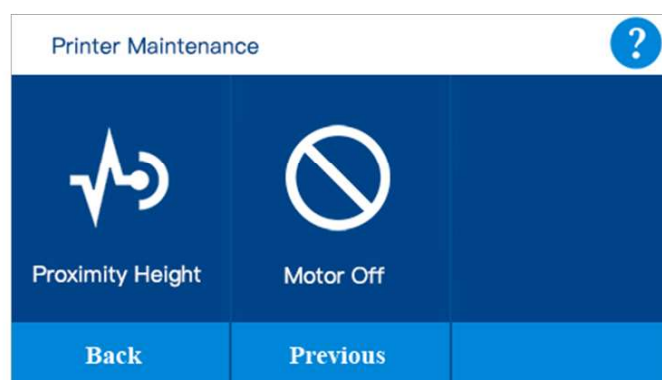 Printer Maintenance
?
Proximity Height
Motor Off
Back
Previous